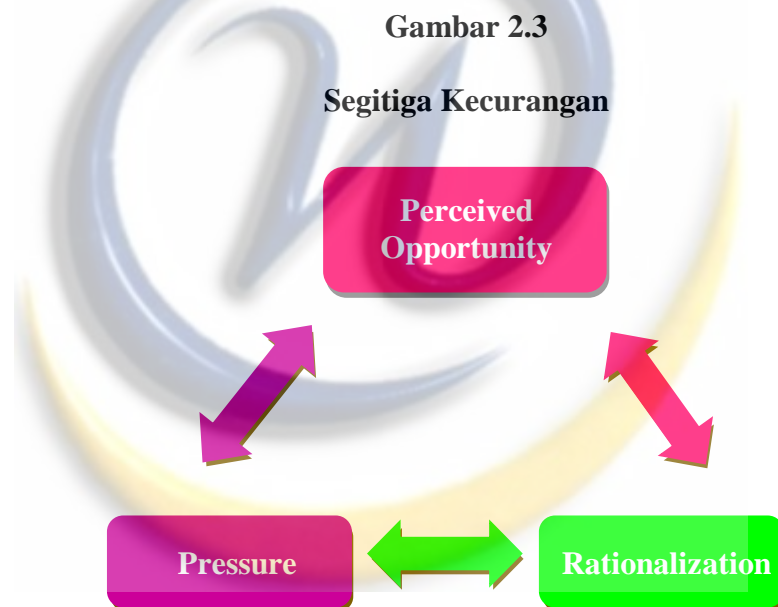 Gambar 2.3
Segitiga Kecurangan
Perceived
Opportunity
Pressure
Rationalization